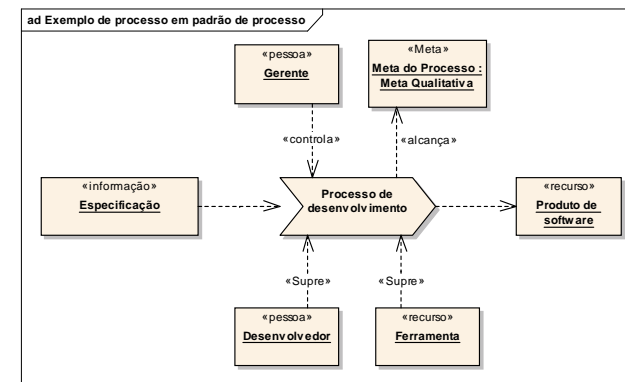 ad Exemplo de processo em padrão de processo
«pessoa»
Gerente
«Meta»
Meta do Processo :
Meta Qualitativa
«controla»
«alcança»
«informação»
Especificação
Processo de
desenvolvimento
«recurso»
Produto de
software
«Supre»
«Supre»
«pessoa»
Desenvolvedor
«recurso»
Ferramenta